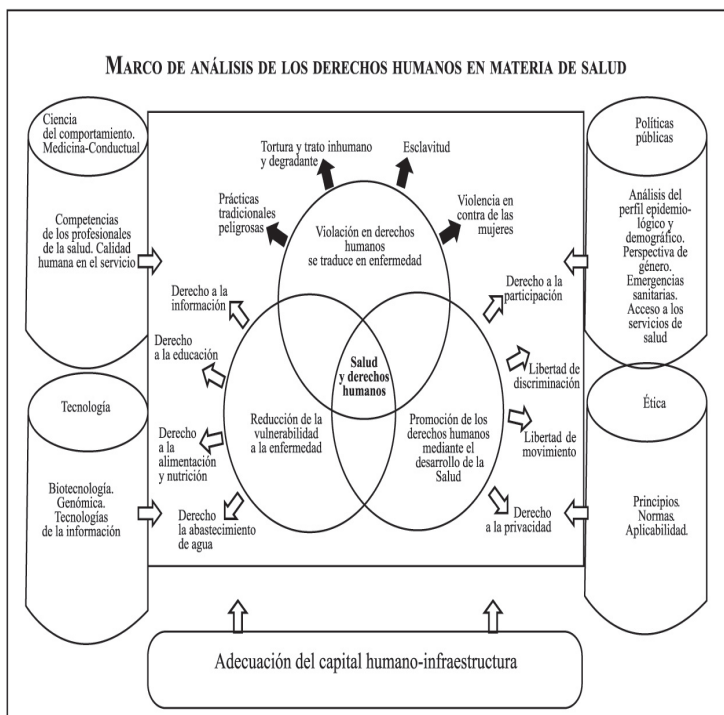 MARCO DE ANÁLISIS DE LOS DERECHOS HUMANOS EN MATERIA DE SALUD
Ciencia
del comportamiento.
Medicina-Conductual
Competencias
de los profesionales
de la salud. Calidad
humana en el servicio
Tecnología
Biotecnología.
Genómica.
Tecnologías
de la información
Tortura y trato inhumano
y degradante
Esclavitud
Prácticas
tradicionales
peligrosas
Violencia en
contra de las
mujeres
Violación en derechos
humanos
se traduce en enfermedad
Derecho a la
información
Derecho
a la educación
Derecho
a la
alimentación
y nutrición
Derecho
la abastecimiento
de agua
Salud
y derechos
humanos
Reducción de la
vulnerabilidad
a la enfermedad
Promoción de los
derechos humanos
mediante el
desarrollo de la
Salud
Derecho a la
participación
Libertad de
discriminación
Libertad de
movimiento
Derecho
a la privacidad
Políticas
públicas
Análisis del
perfil epidemio-
lógico y
demográfico.
Perspectiva de
género.
Emergencias
sanitarias.
Acceso a los
servicios de
salud
Ética
Principios.
Normas.
Aplicabilidad.
Adecuación del capital humano-infraestructura